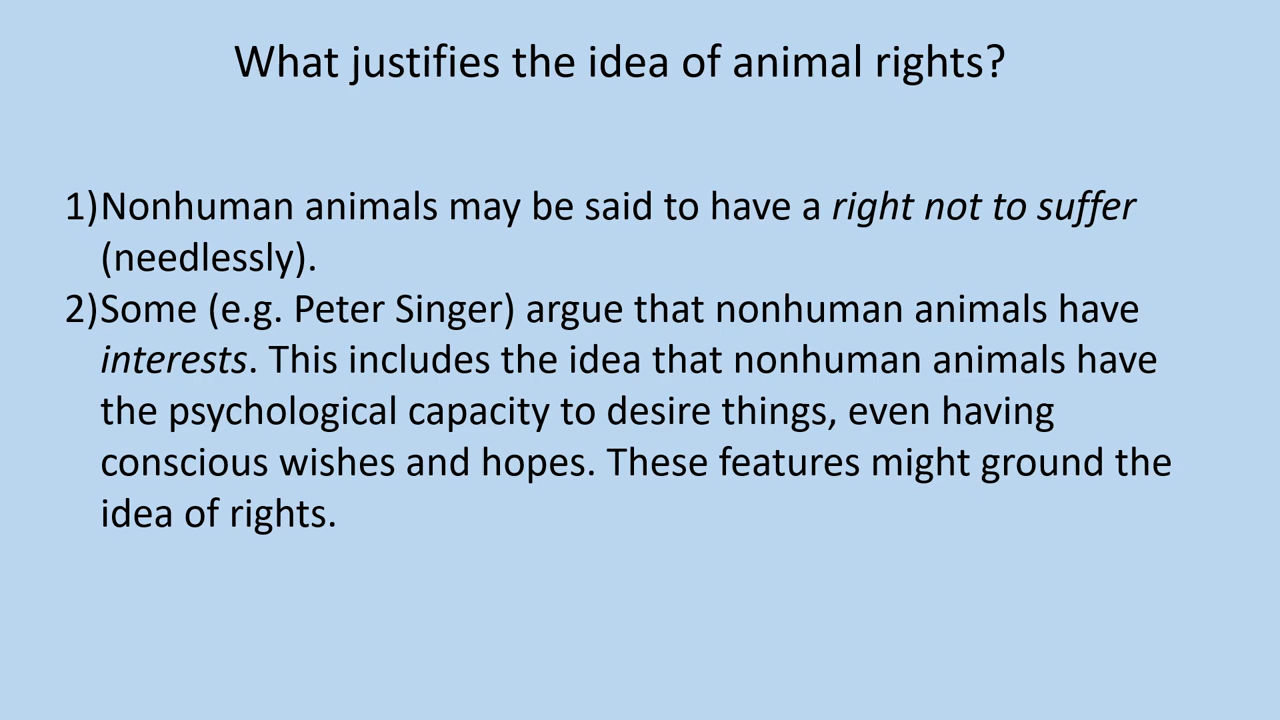 What justifies the idea of animal rights?
1)Nonhuman animals may be said to have a right not to suffer
(needlessly).
2)Some (e.g. Peter Singer) argue that nonhuman animals have
interests. This includes the idea that nonhuman animals have
the psychological capacity to desire things, even having
conscious wishes and hopes. These features might ground the
idea of rights.